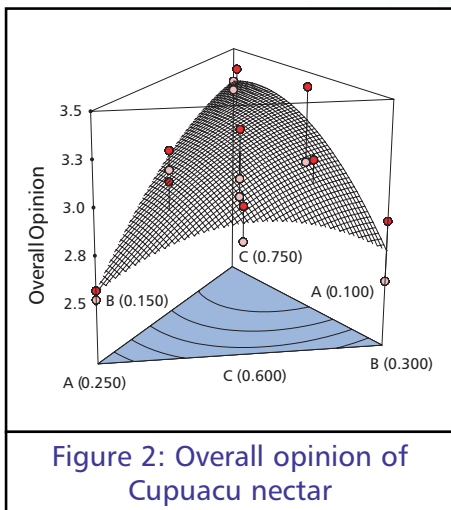 3.5
3.3
3.0
2.8
2.5
Overall Opinion
C (0.750)
B (0.150)
A (0.100)
A (0.250)
C (0.600)
B (0.300)
Figure 2: Overall opinion of
Cupuacu nectar